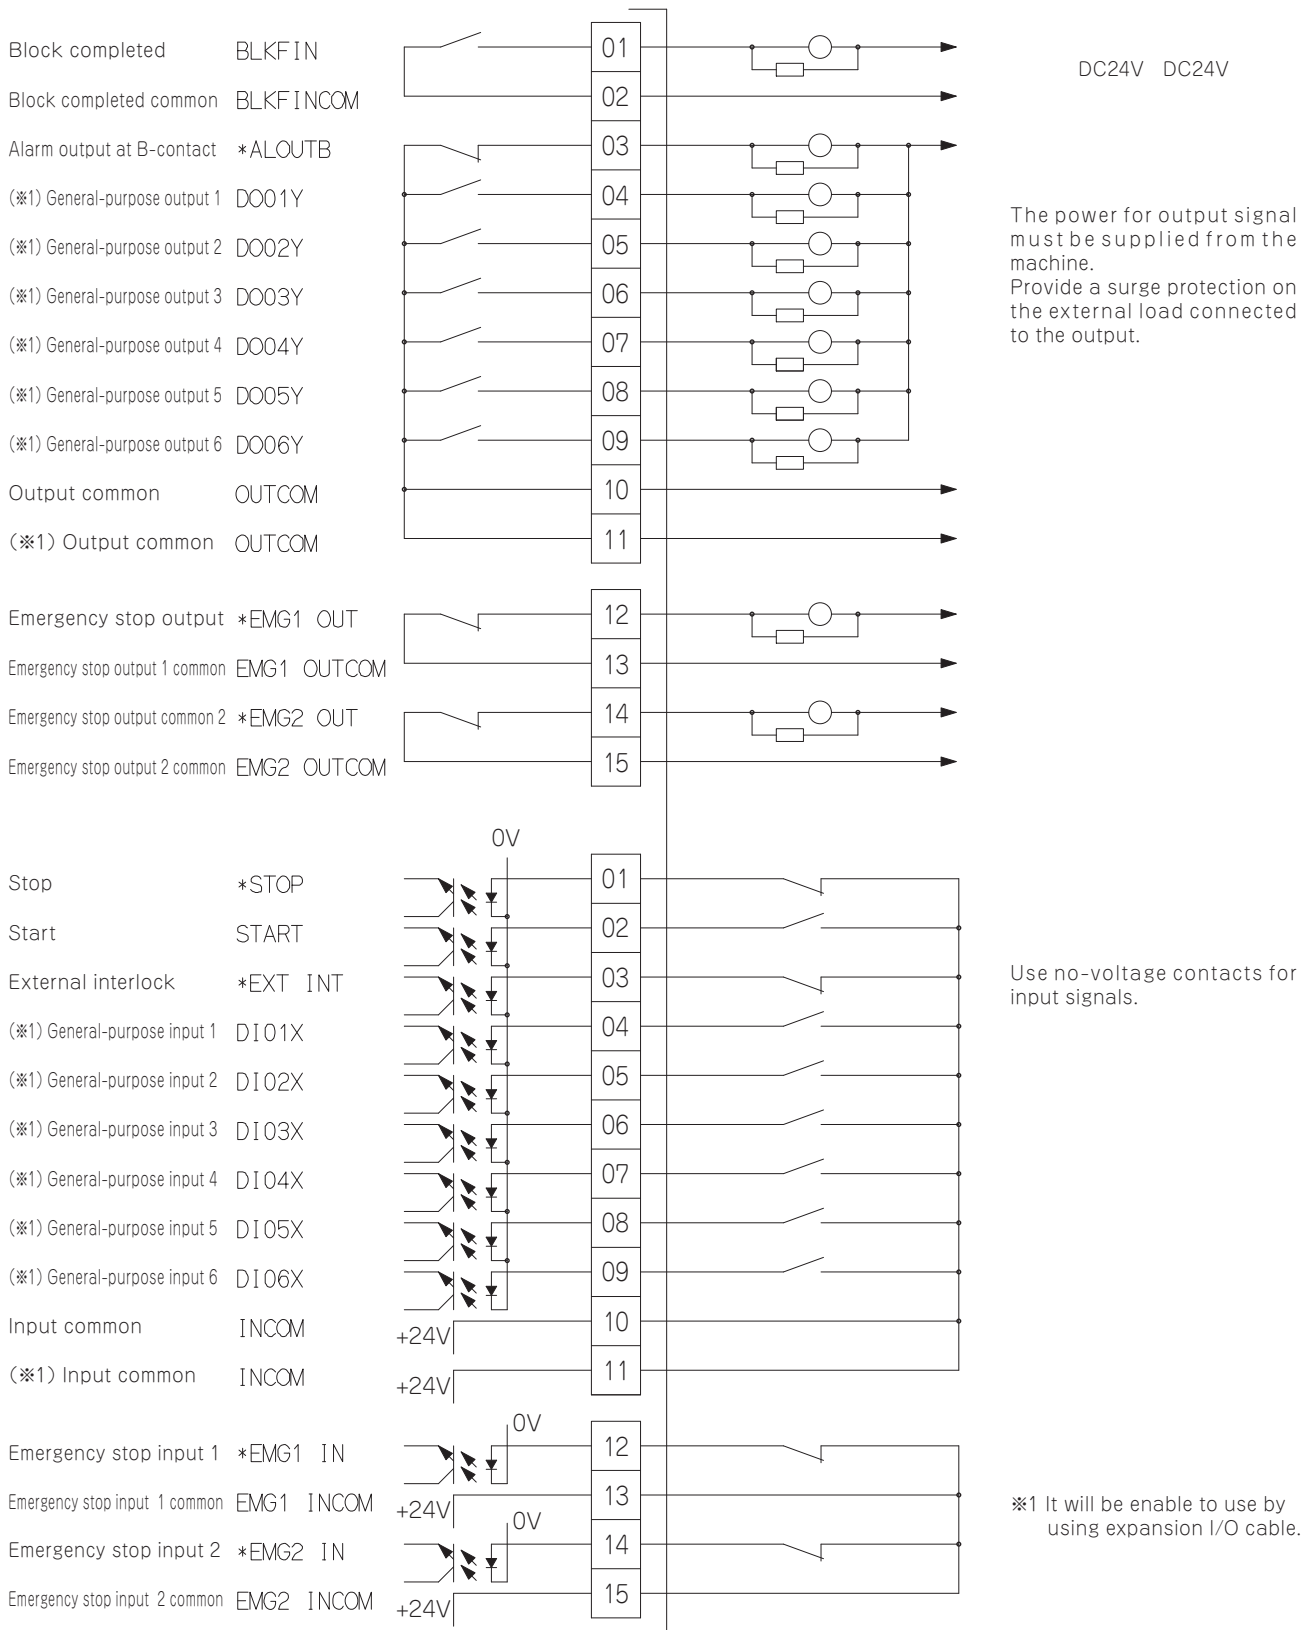 Block completed BLKFIN 01
DC24V DC24V
Block completed common BLKFINCOM 02
Alarm output at B-contact *ALOUTB 03
(※1) General-purpose output 1 DO01Y 04
(※1) General-purpose output 2 DO02Y 05
(※1) General-purpose output 3 DO03Y 06
(※1) General-purpose output 4 DO04Y 07
(※1) General-purpose output 5 DO05Y 08
(※1) General-purpose output 6 DO06Y 09
Output common OUTCOM 10
(※1) Output common OUTCOM 11
The power for output signal
must be supplied from the
machine.
Provide a surge protection on
the external load connected
to the output.
Emergency stop output *EMG1 OUT 12
Emergency stop output 1 common EMG1 OUTCOM 13
Emergency stop output common 2 *EMG2 OUT 14
Emergency stop output 2 common EMG2 OUTCOM 15
0V
Stop *STOP 01
Start START 02
External interlock *EXT INT 03
(※1) General-purpose input 1 DI01X 04
(※1) General-purpose input 2 DI02X 05
(※1) General-purpose input 3 DI03X 06
(※1) General-purpose input 4 DI04X 07
(※1) General-purpose input 5 DI05X 08
(※1) General-purpose input 6 DI06X 09
Input common INCOM +24V 10
(※1) Input common INCOM +24V 11
Use no-voltage contacts for
input signals.
0V
Emergency stop input 1 *EMG1 IN 12
Emergency stop input 1 common EMG1 INCOM +24V 13
0V
Emergency stop input 2 *EMG2 IN 14
Emergency stop input 2 common EMG2 INCOM +24V 15
※1 It will be enable to use by
using expansion I/O cable.